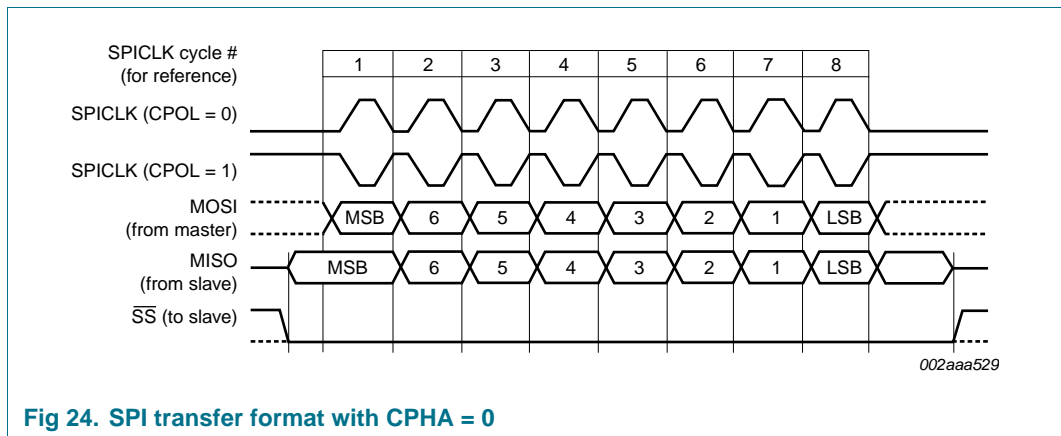 SPICLK cycle #
(for reference)
1 2 3 4 5 6 7 8
SPICLK (CPOL = 0)
SPICLK (CPOL = 1)
MOSI
(from master)
MSB 6 5 4 3 2 1 LSB
MISO
(from slave)
MSB 6 5 4 3 2 1 LSB
SS (to slave)
002aaa529
Fig 24. SPI transfer format with CPHA = 0